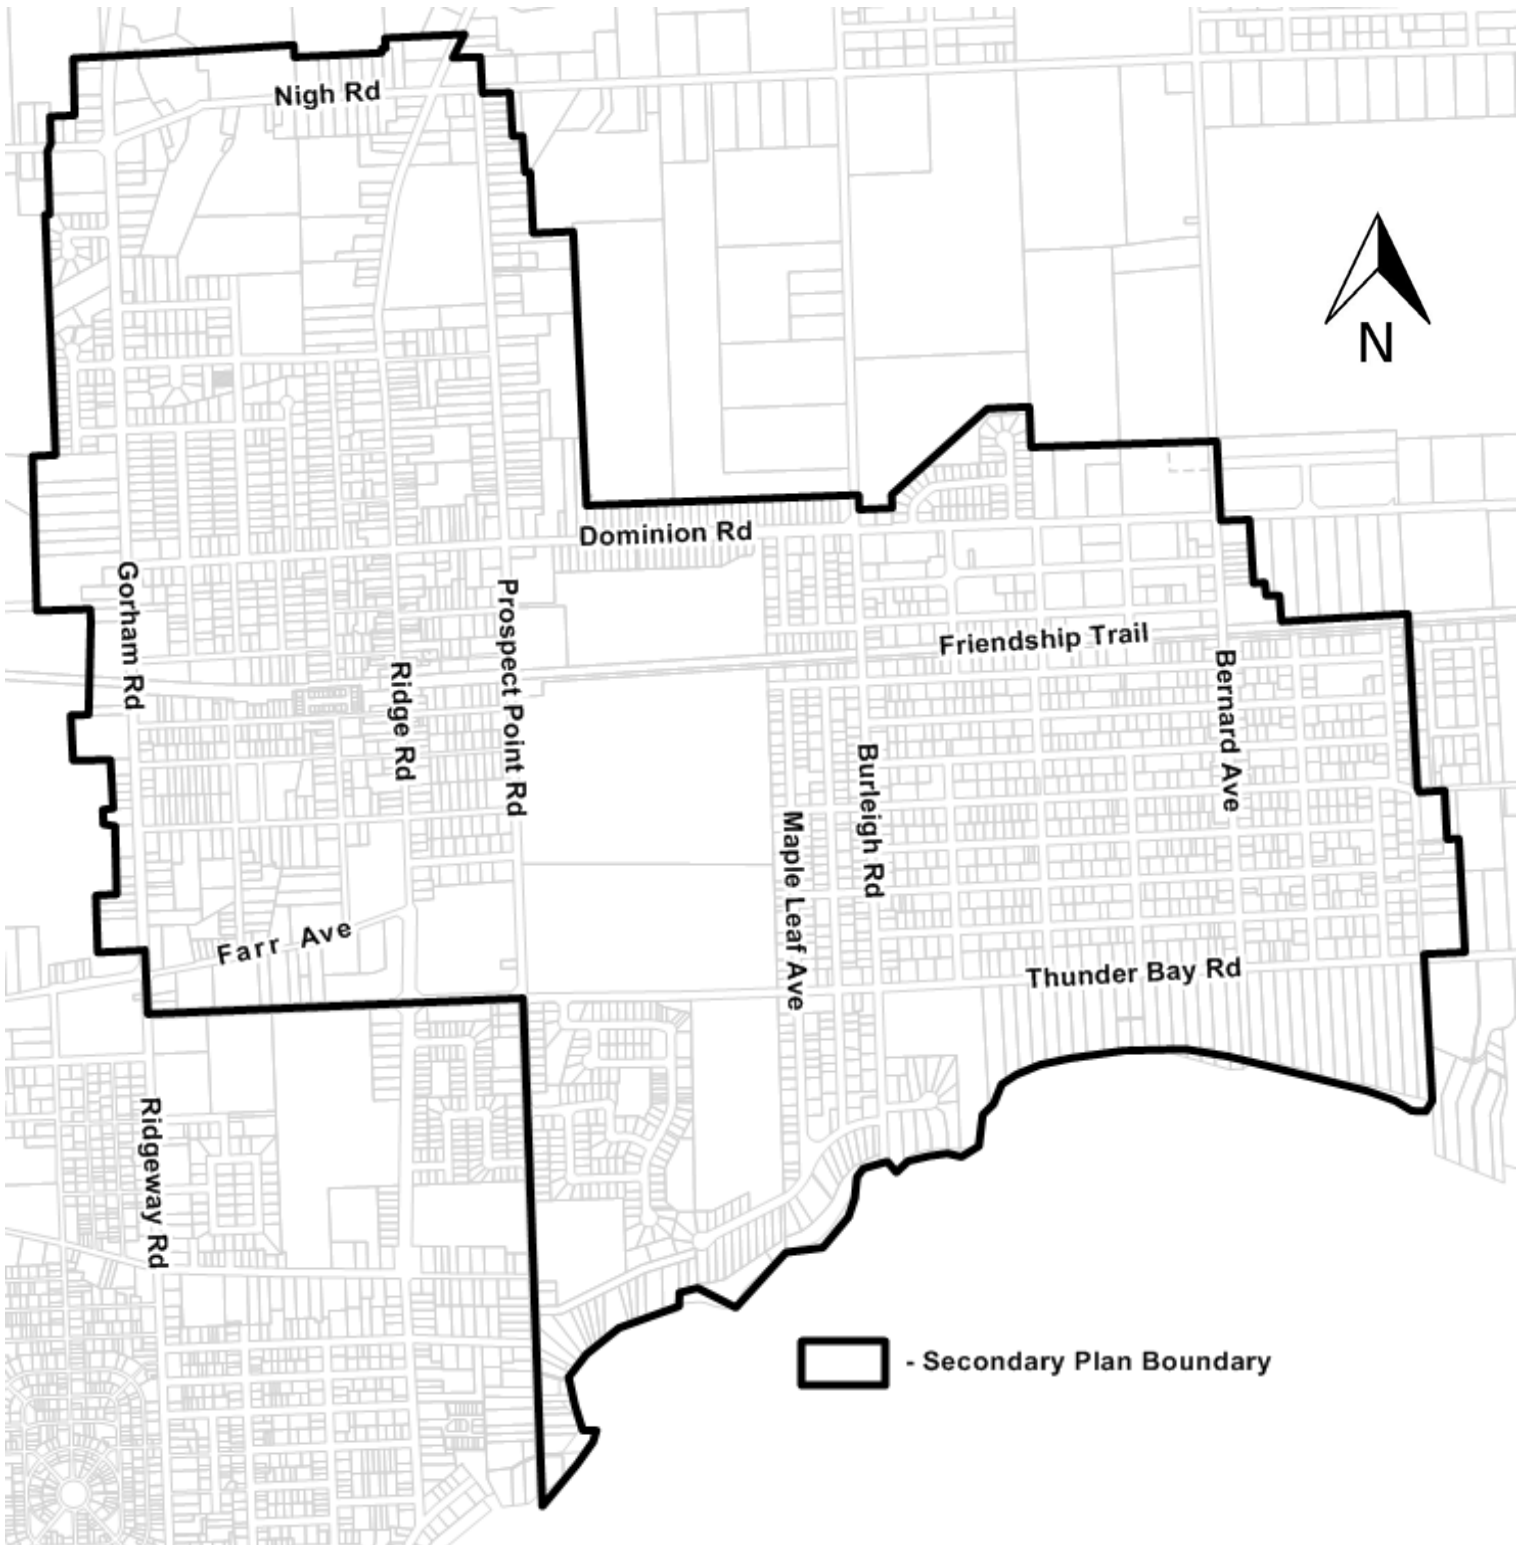 Nigh Rd
N
Dominion Rd
Gorham Rd
Prospect Point Rd
Friendship Trail
Ridge Rd
Bernard Ave
Burleigh Rd
Maple Leaf Ave
Farr Ave
Thunder Bay Rd
Ridgeway Rd
- Secondary Plan Boundary